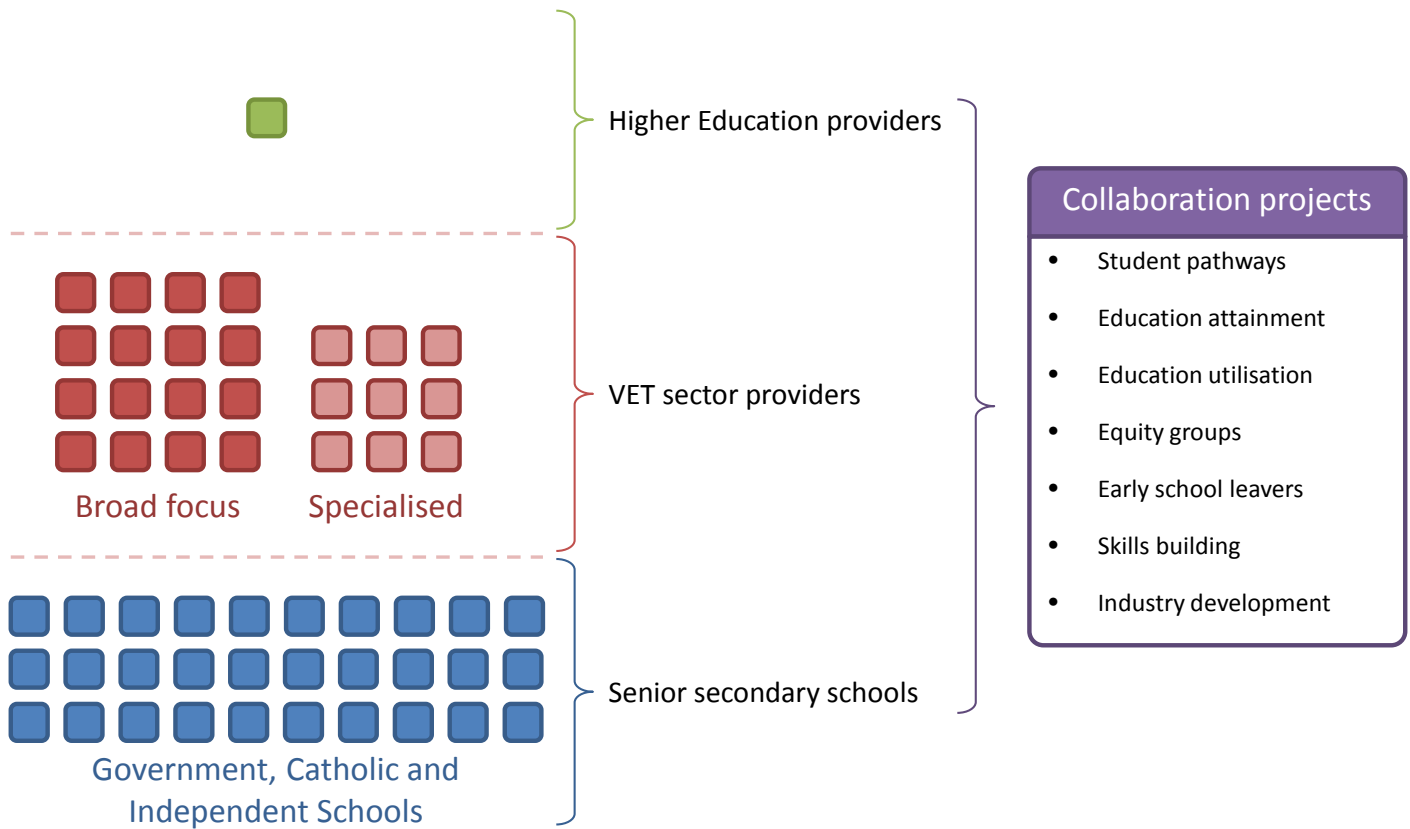 Higher Education providers
Collaboration projects
• Student pathways
• Education attainment
• Education utilisation
• Equity groups
• Early school leavers
• Skills building
• Industry development
VET sector providers
Broad focus
Specialised
Senior secondary schools
Government, Catholic and
Independent Schools